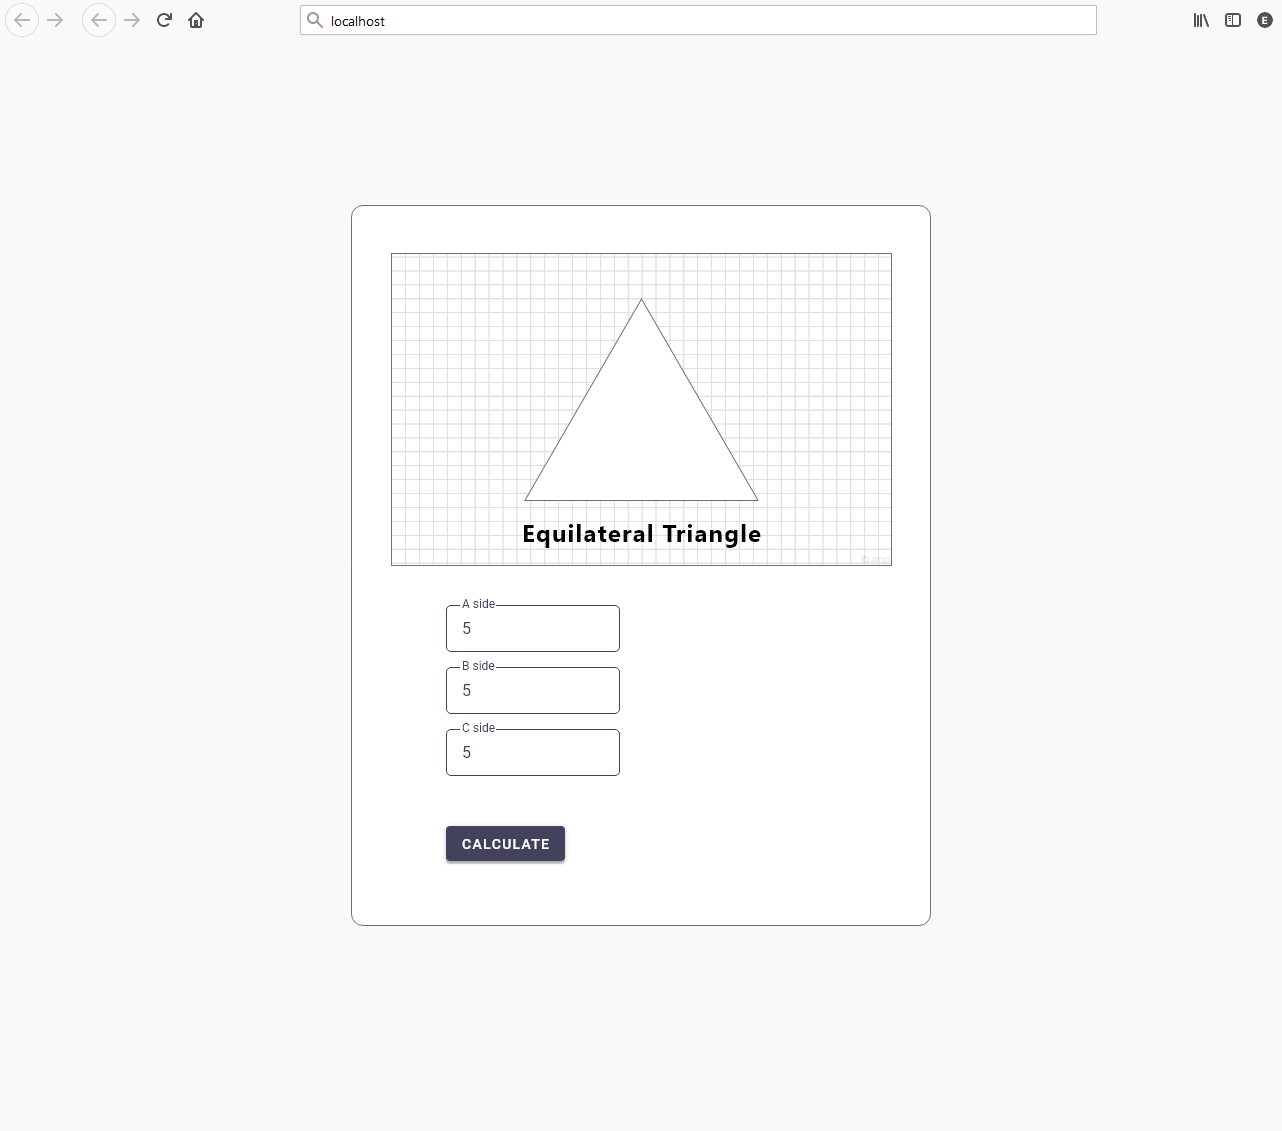 localhost
E
Equilateral Triangle
A side
5
B side
5
C side
5
CALCULATE